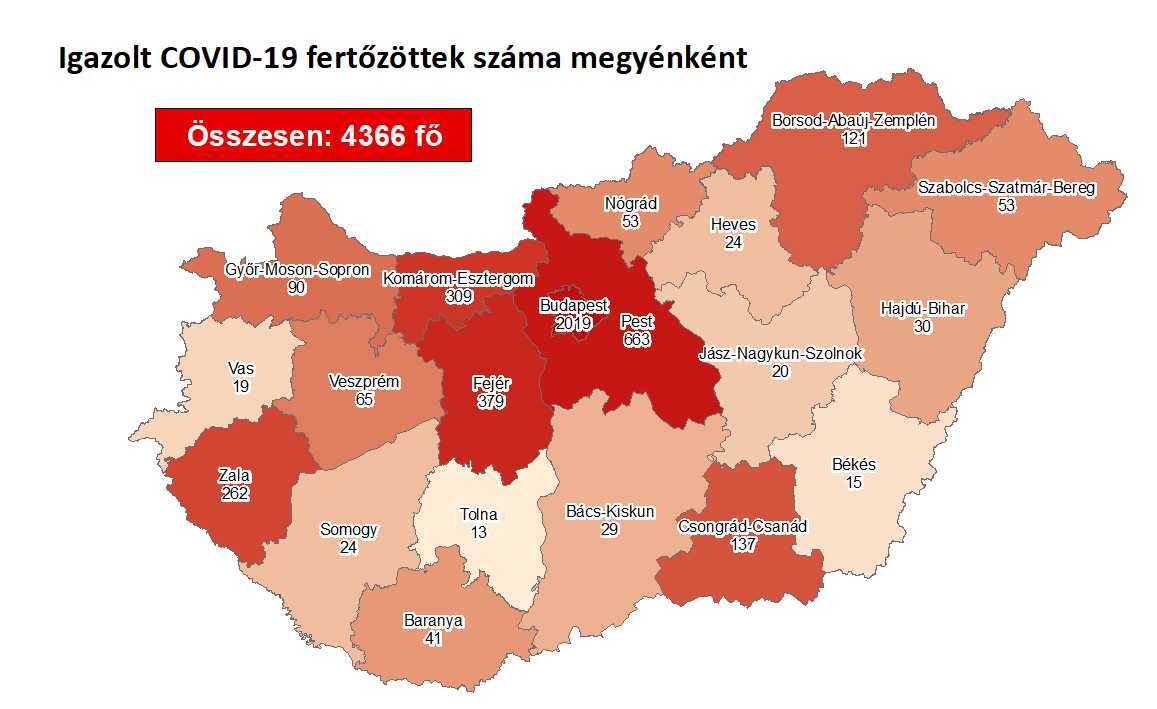 Igazolt COVID-19 fertőzöttek száma megyénként
Összesen: 4366 fő
Borsod-Abaúj-Zemplén
121
Szabolcs-Szatmár-Bereg
53
Nógrád
53
Heves
24
Győr-Moson-Sopron
90
Komárom-Esztergom
309
Budapest
2019
Pest
663
Hajdú-Bihar
30
Jász-Nagykun-Szolnok
20
Vas
19
Veszprém
65
Fejér
379
Zala
262
Békés
15
Somogy
24
Tolna
13
Bács-Kiskun
29
Csongrád-Csanád
137
Baranya
41